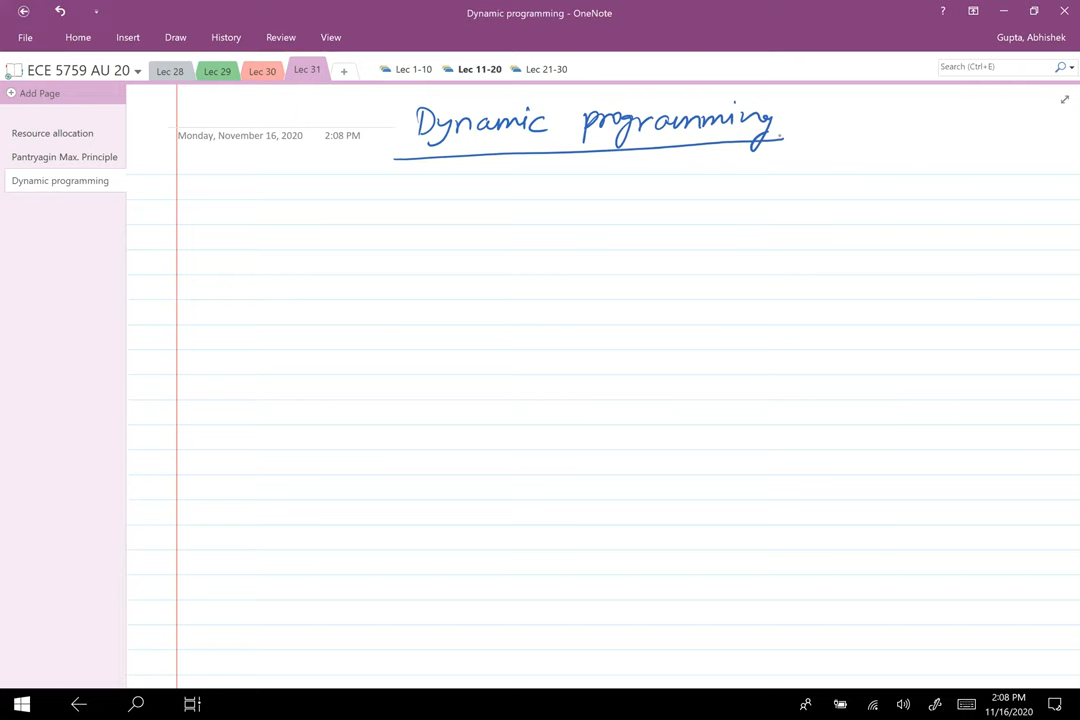 Dynamic programming - OneNote
?
Gupta, Abhishek
File Home Insert Draw History Review View
ECE 5759 AU 20 Lec 28 Lec 29 Lec 30 Lec 31 + Lec 1-10 Lec 11-20 Lec 21-30 Search (Ctrl+E)
Add Page
Resource allocation
Pantryagin Max. Principle
Dynamic programming
Dynamic programming
Monday, November 16, 2020 2:08 PM
2:08 PM
11/16/2020